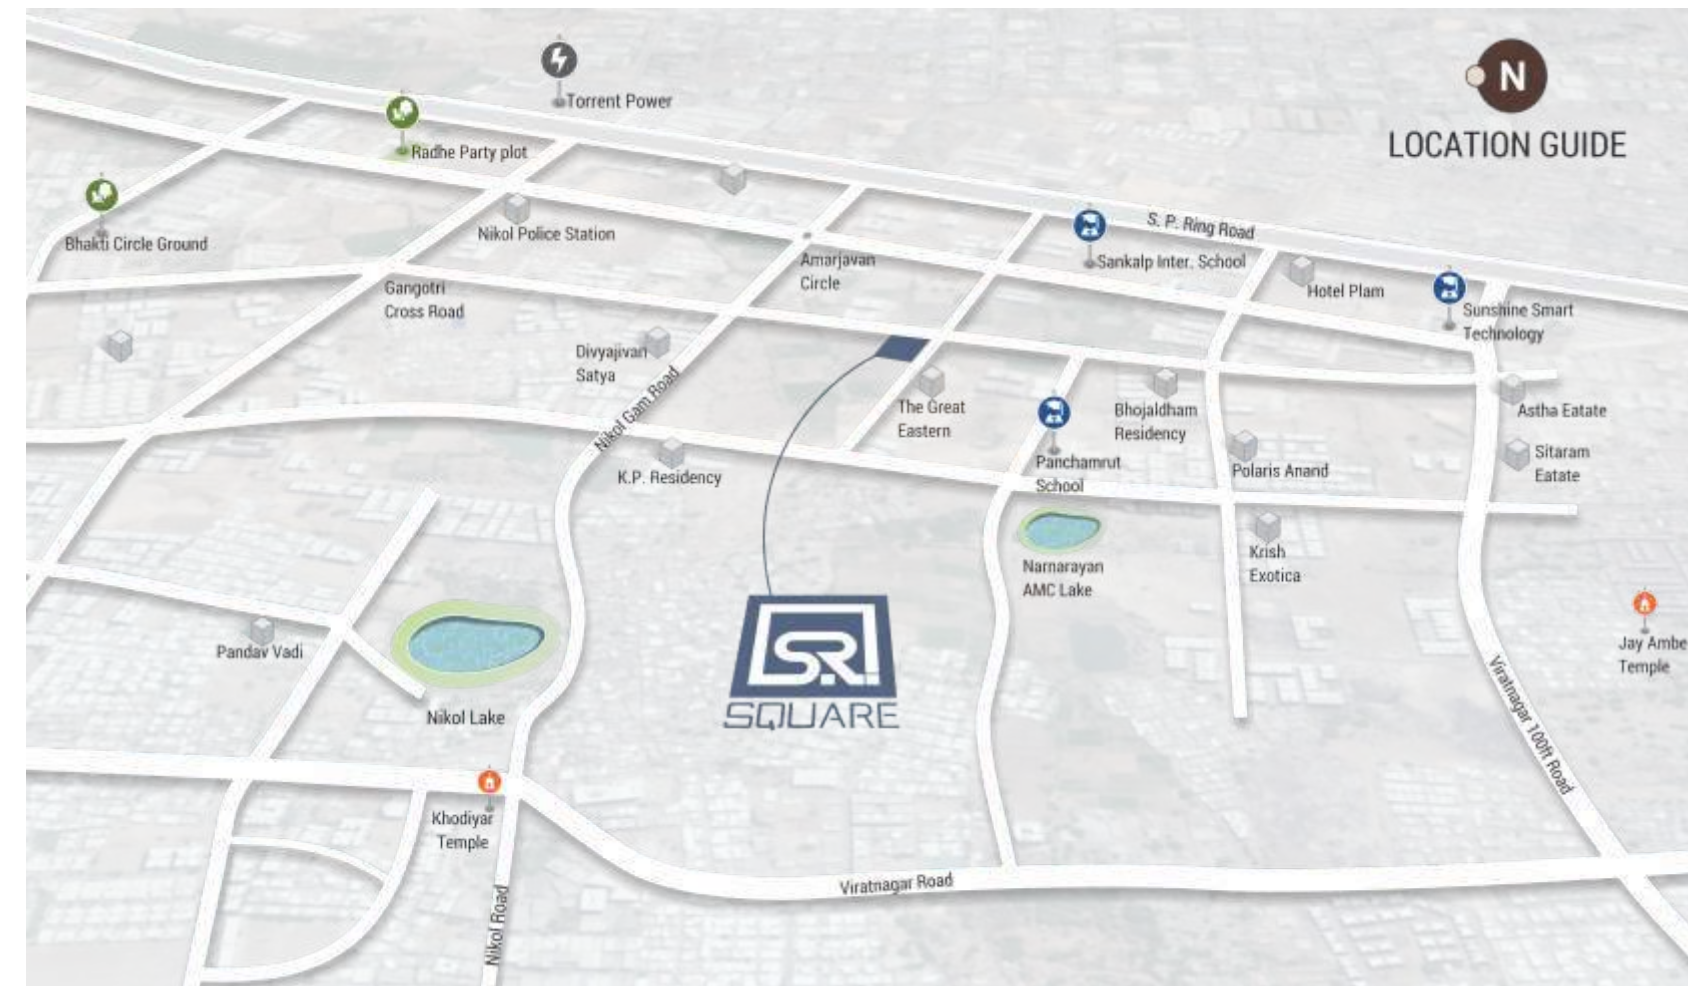 N
LOCATION GUIDE
Torrent Power
Radhe Party plot
Bhakti Circle Ground
Nikol Police Station
S. P. Ring Road
Amarjavan
Circle
Sankalp Inter. School
Hotel Plam
Gangotri
Cross Road
Sunshine Smart
Technology
Divyajivan
Satya
Nikol Gam Road
The Great
Eastern
Bhojaldham
Residency
Astha Eatate
K.P. Residency
Panchamrut
School
Polaris Anand
Sitaram
Eatate
Narnarayan
AMC Lake
Krish
Exotica
Pandav Vadi
Nikol Lake
S.R.
SQUARE
Jay Ambe
Temple
Viratnagar 100ft Road
Khodiyar
Temple
Viratnagar Road
Nikol Road